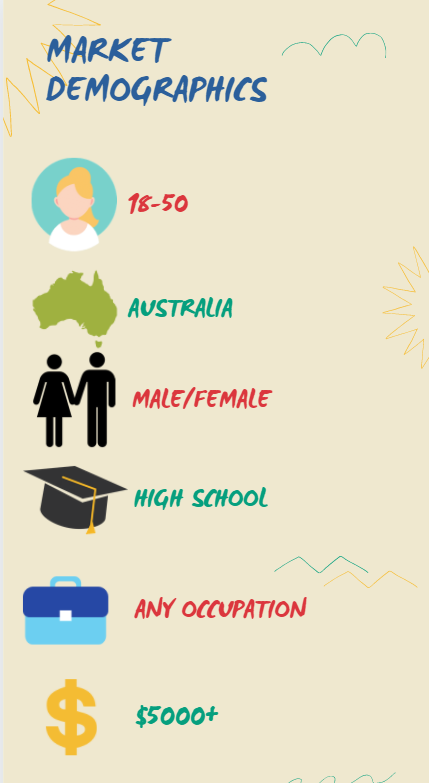 MARKET
DEMOGRAPHICS
18-50
AUSTRALIA
MALE/FEMALE
HIGH SCHOOL
ANY OCCUPATION
$5000+